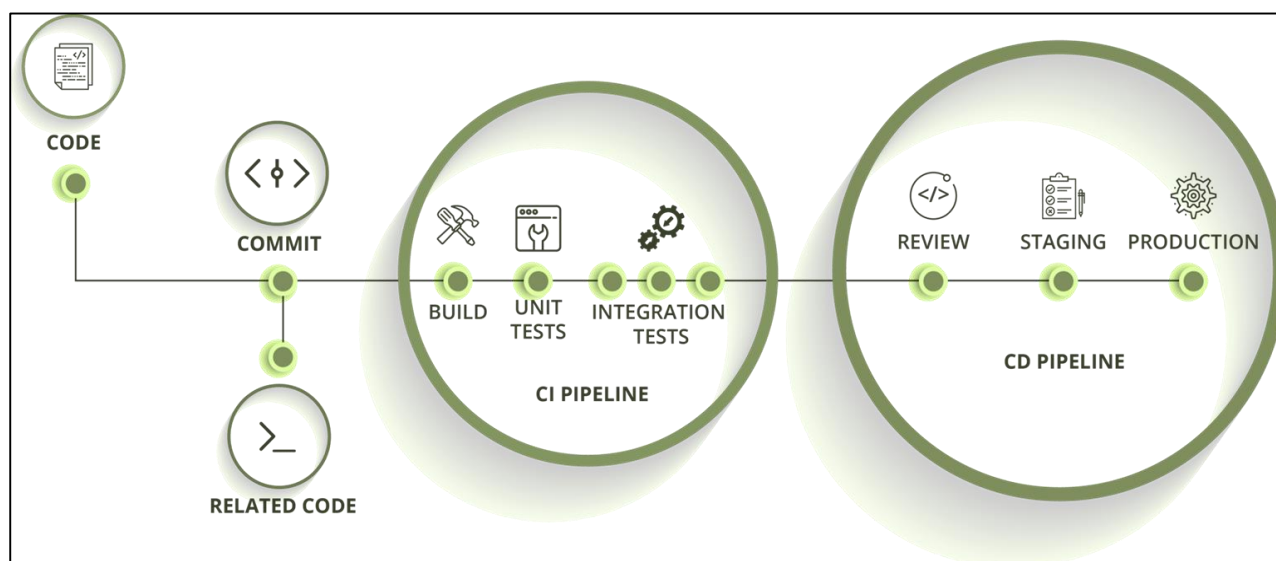 CODE
COMMIT
RELATED CODE
BUILD
UNIT
TESTS
INTEGRATION
TESTS
CI PIPELINE
REVIEW
STAGING
PRODUCTION
CD PIPELINE